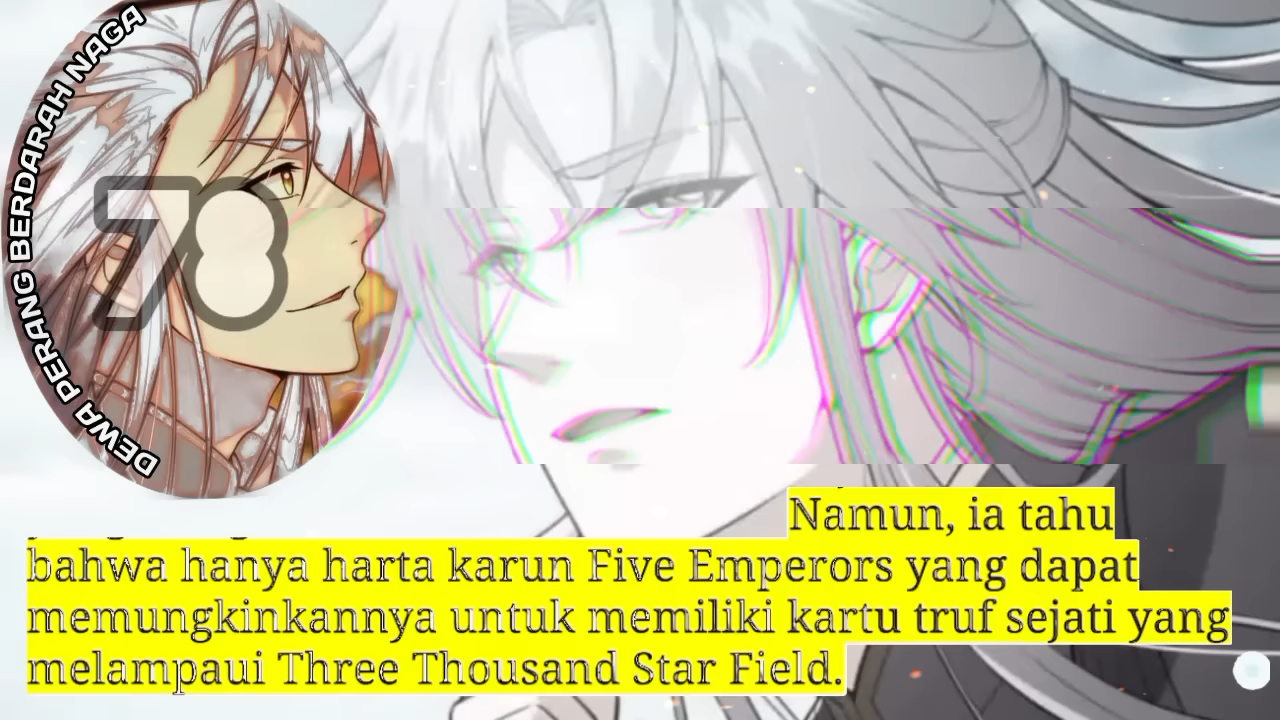 DEWA PERANG BERDARAH NAGA
78
Namun, ia tahu
bahwa hanya harta karun Five Emperors yang dapat
memungkinkannya untuk memiliki kartu truf sejati yang
melampaui Three Thousand Star Field.